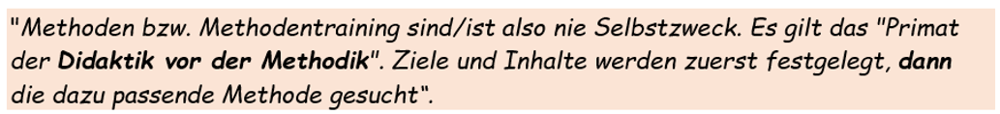 "Methoden bzw. Methodentraining sind/ist also nie Selbstzweck. Es gilt das "Primat
der Didaktik vor der Methodik". Ziele und Inhalte werden zuerst festgelegt, dann
die dazu passende Methode gesucht“.